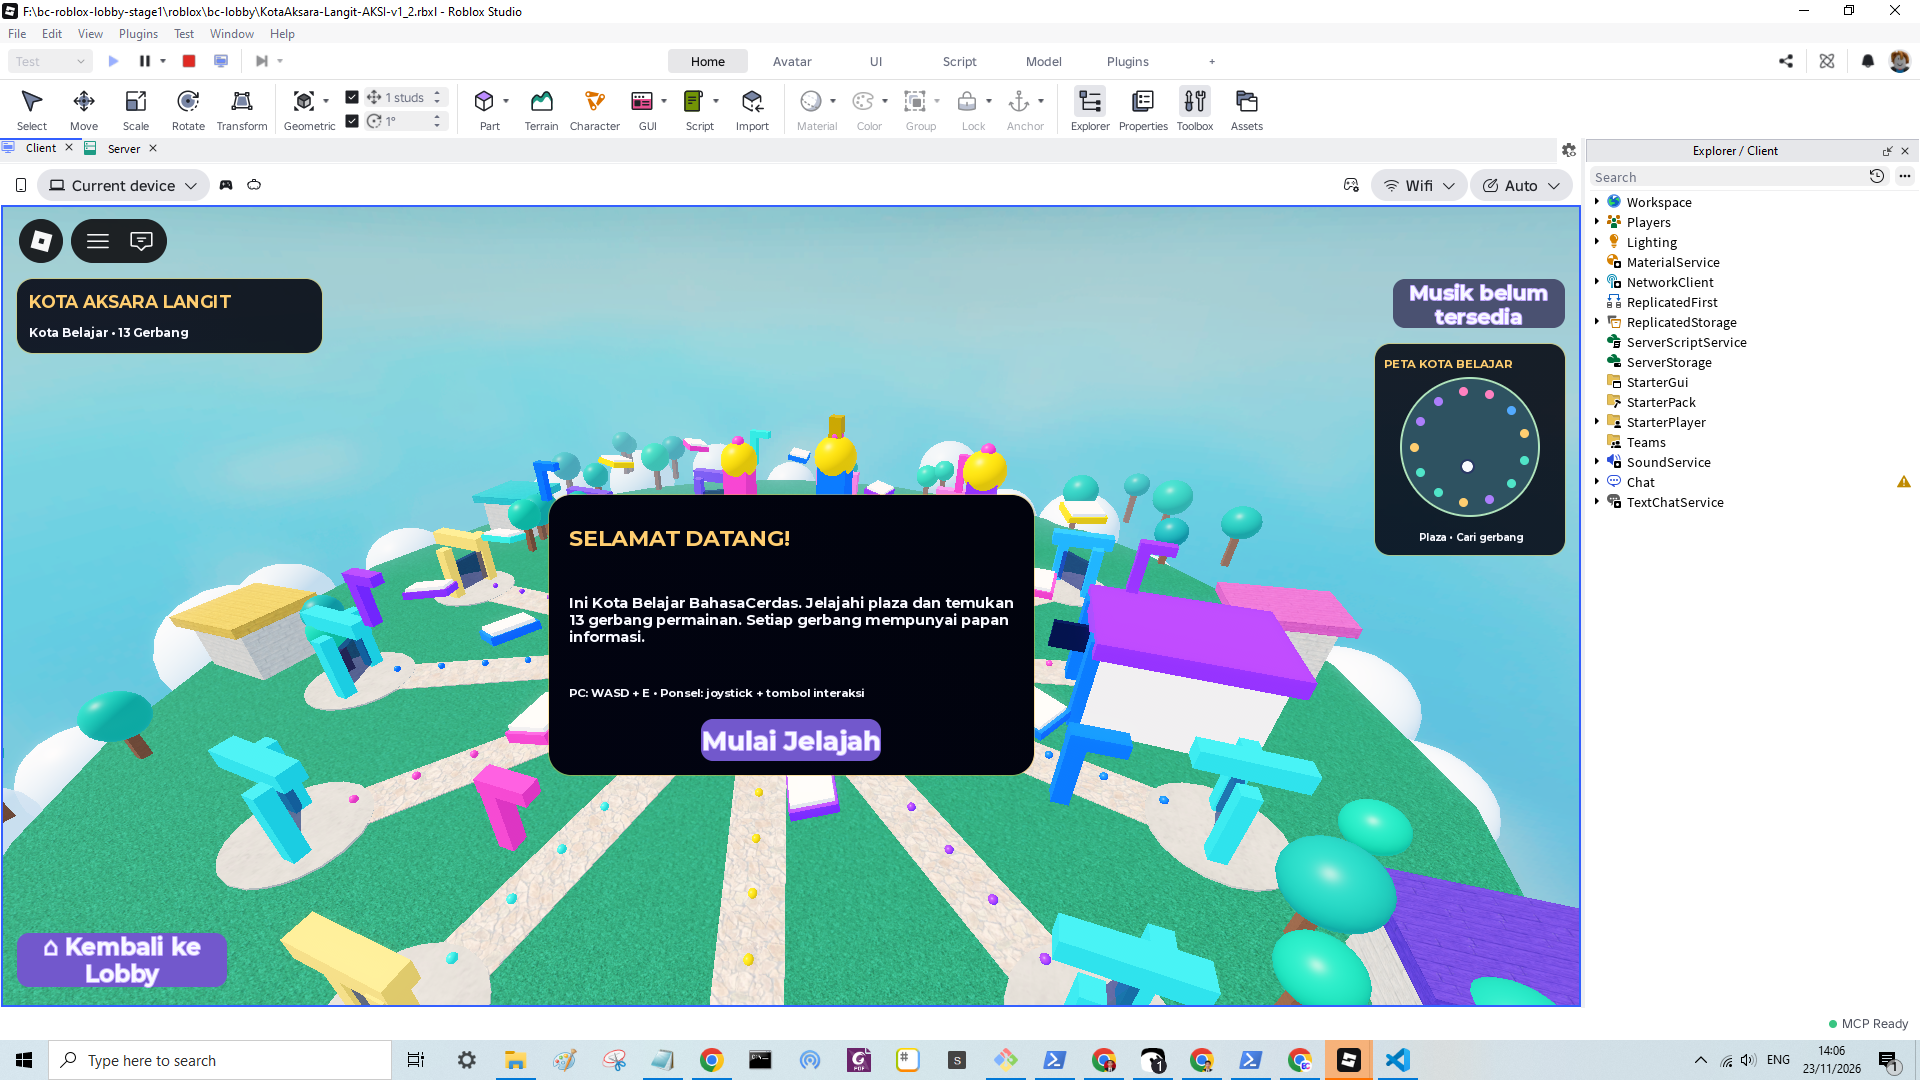 F:\bc-roblox-lobby-stage1\roblox\bc-lobby\KotaAksara-Langit-AKSI-v1_2.rbxl - Roblox Studio
File Edit View Plugins Test Window Help
Test
Home Avatar UI Script Model Plugins +
1 studs
1°
Select Move Scale Rotate Transform Geometric Part Terrain Character GUI Script Import Material Color Group Lock Anchor Explorer Properties Toolbox Assets
Client Server
Explorer / Client
Current device
Wifi Auto
Search
Workspace
Players
Lighting
MaterialService
NetworkClient
ReplicatedFirst
ReplicatedStorage
ServerScriptService
ServerStorage
StarterGui
StarterPack
StarterPlayer
Teams
SoundService
Chat
TextChatService
KOTA AKSARA LANGIT
Kota Belajar • 13 Gerbang
Musik belum
tersedia
PETA KOTA BELAJAR
Plaza • Cari gerbang
SELAMAT DATANG!
Ini Kota Belajar BahasaCerdas. Jelajahi plaza dan temukan
13 gerbang permainan. Setiap gerbang mempunyai papan
informasi.
PC: WASD + E • Ponsel: joystick + tombol interaksi
Mulai Jelajah
⌂ Kembali ke
Lobby
MCP Ready
Type here to search
ENG
14:06
23/11/2026